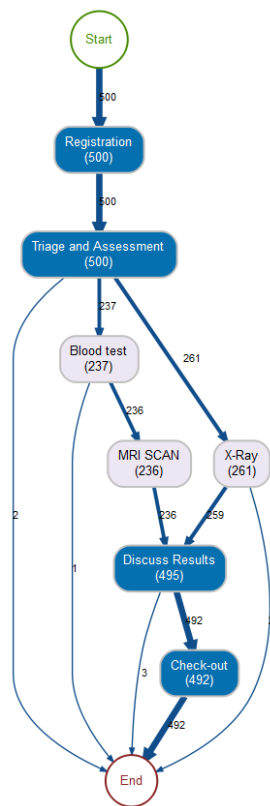 Start
500
Registration
(500)
500
Triage and Assessment
(500)
237
261
Blood test
(237)
236
MRI SCAN
(236)
X-Ray
(261)
2
236
259
1
Discuss Results
(495)
492
3
Check-out
(492)
492
End